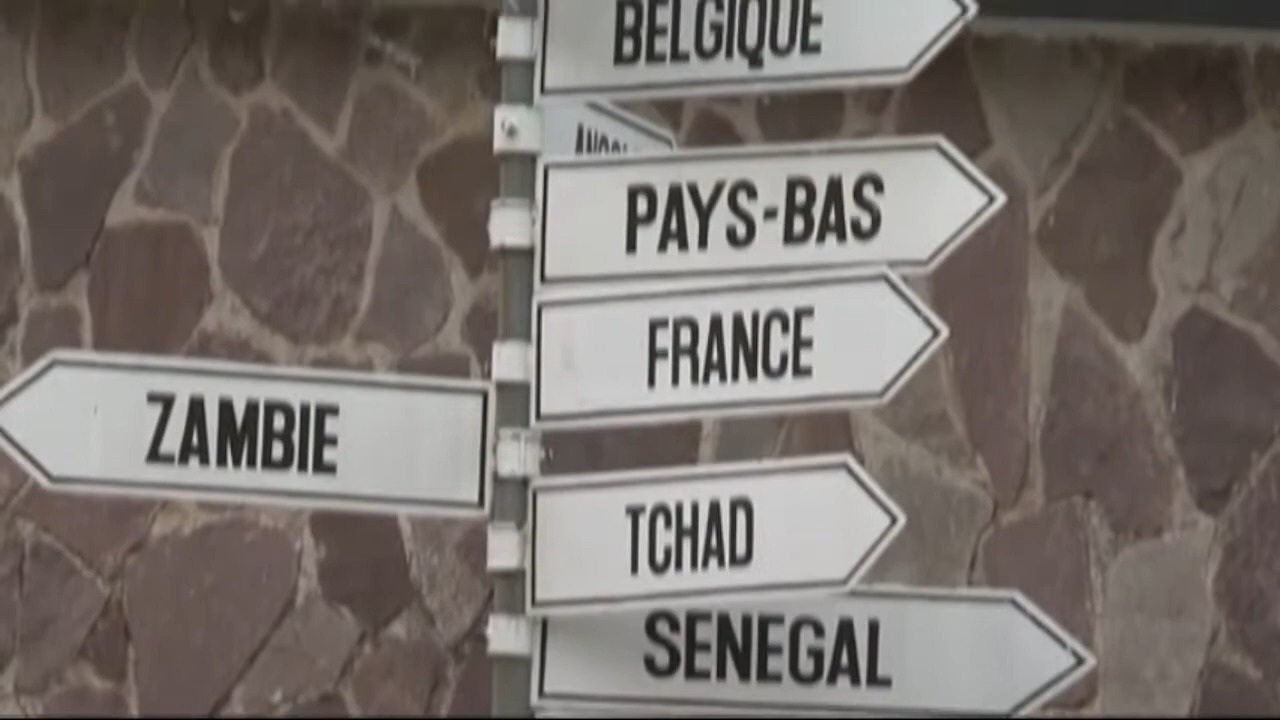 BELGIQUE
PAYS-BAS
FRANCE
ZAMBIE
TCHAD
SENEGAL